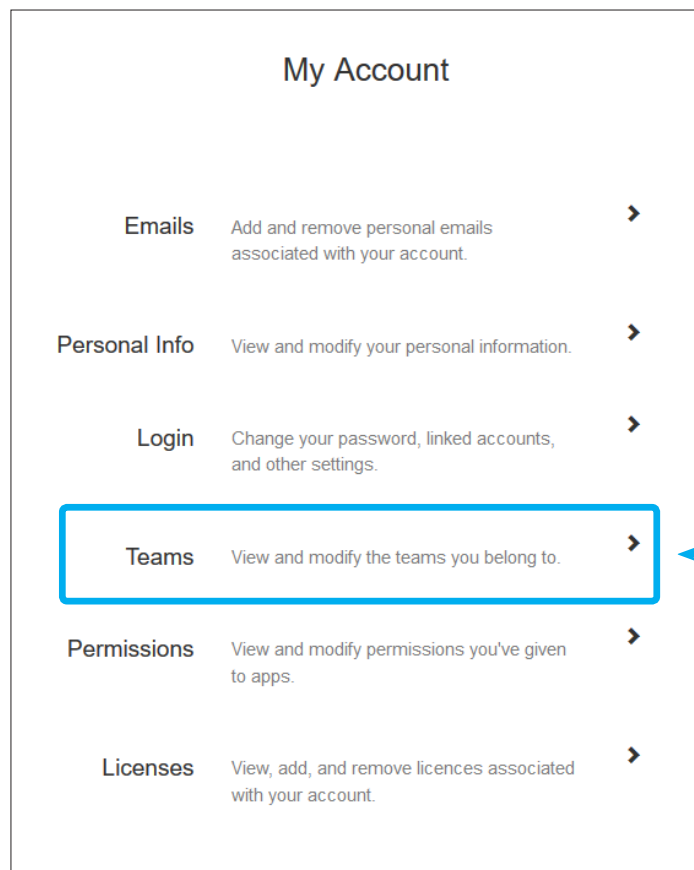 My Account
Emails
Add and remove personal emails
associated with your account.
Personal Info
View and modify your personal information.
Login
Change your password, linked accounts,
and other settings.
Teams
View and modify the teams you belong to.
Permissions
View and modify permissions you've given
to apps.
Licenses
View, add, and remove licences associated
with your account.